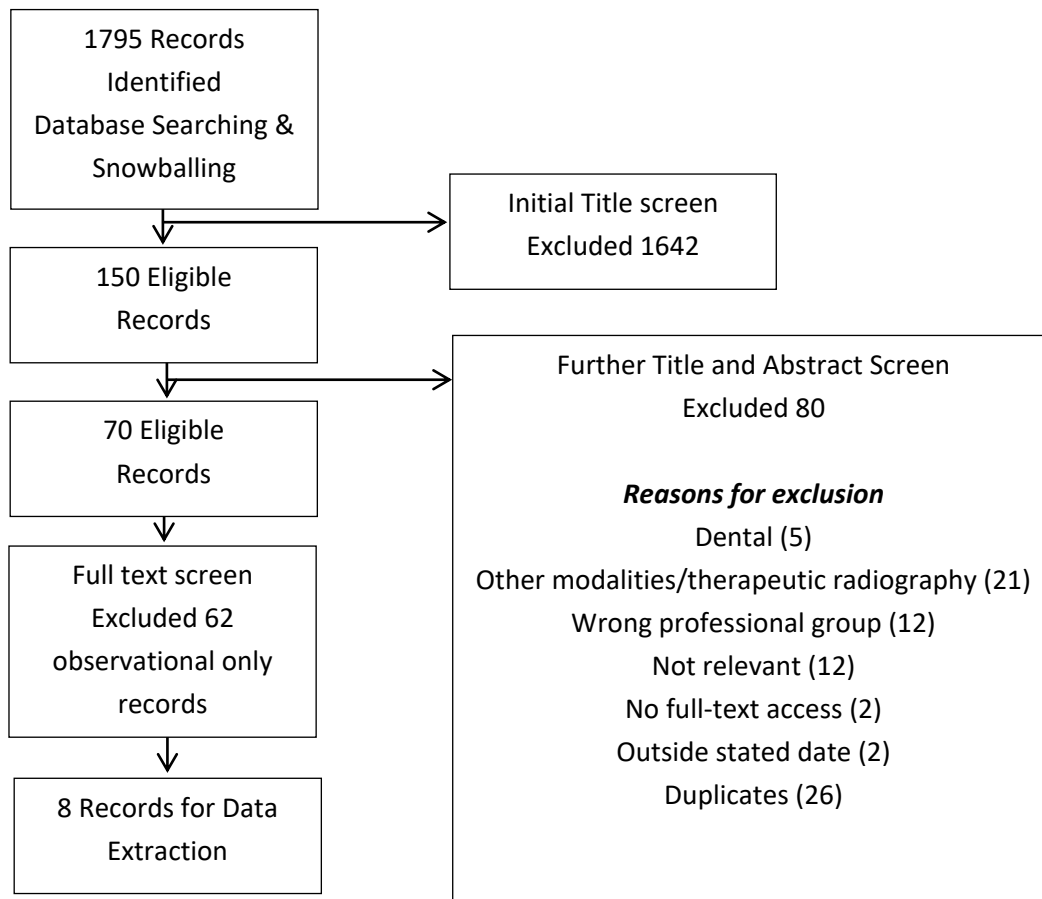 1795 Records
Identified
Database Searching &
Snowballing
Initial Title screen
Excluded 1642
150 Eligible
Records
Further Title and Abstract Screen
Excluded 80
Reasons for exclusion
Dental (5)
Other modalities/therapeutic radiography (21)
Wrong professional group (12)
Not relevant (12)
No full-text access (2)
Outside stated date (2)
Duplicates (26)
70 Eligible
Records
Full text screen
Excluded 62
observational only
records
8 Records for Data
Extraction